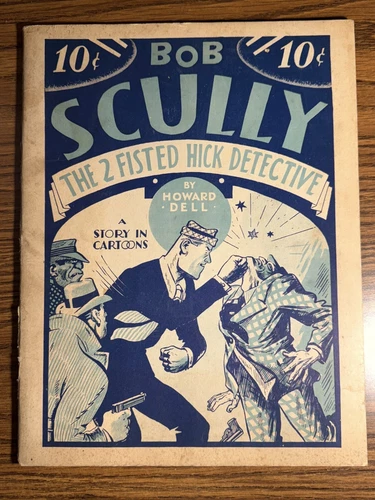 10¢ 10¢
BOB
SCULLY
THE 2 FISTED HICK DETECTIVE
BY
HOWARD
·DELL·
A
STORY IN
CARTOONS